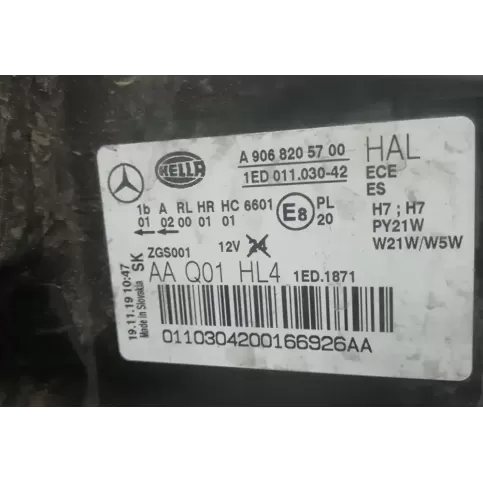 HELLA
A 906 820 57 00 HAL
1ED 011.030-42 ECE
ES
1b A RL HR HC 6601
01 02 00 01 01
E8 PL
20
H7 ; H7
PY21W
W21W/W5W
ZGS001 12V 24
AA Q01 HL4 1ED.1871
0110304200166926AA
19.11.19 10:47 SK
Made in Slovakia